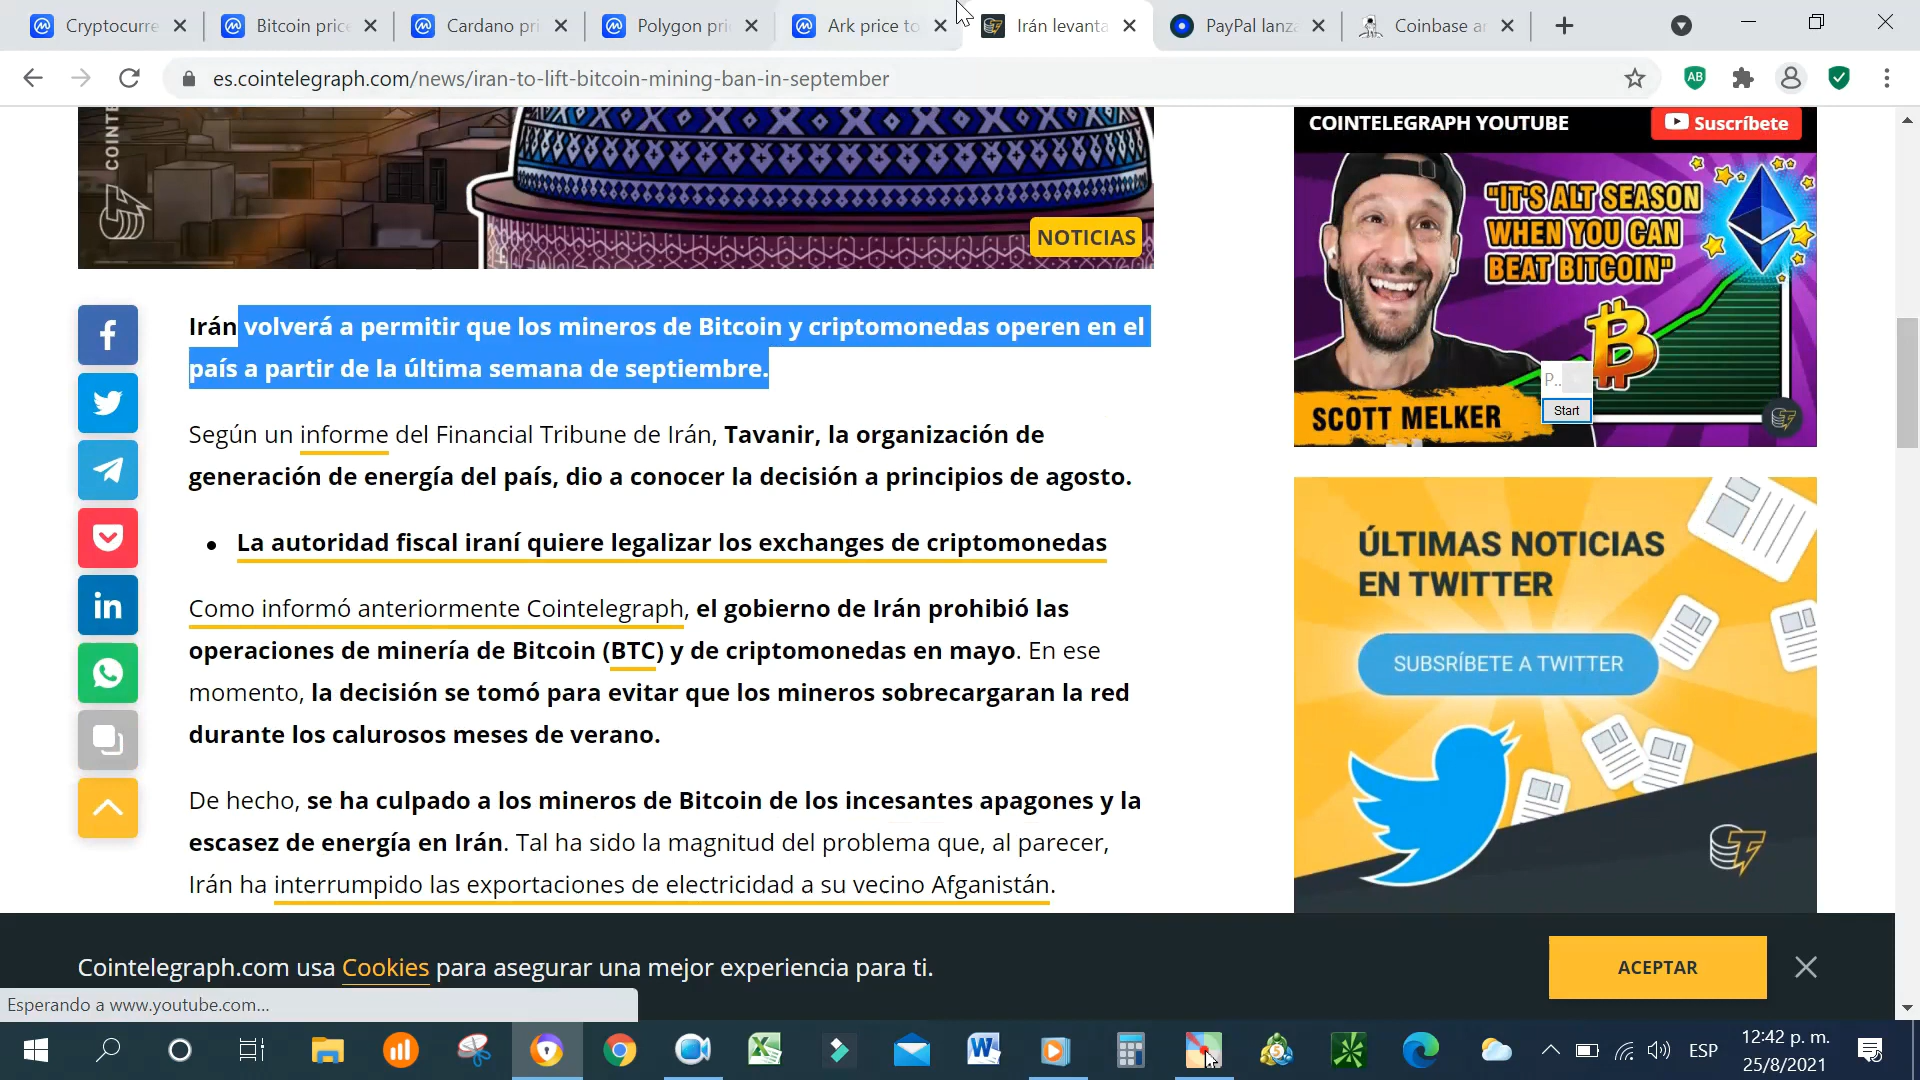 Cryptocurre
Bitcoin price
Cardano pri
Polygon pri
Ark price to
Irán levanta
PayPal lanza
Coinbase an
es.cointelegraph.com/news/iran-to-lift-bitcoin-mining-ban-in-september
COINTE
NOTICIAS
Irán volverá a permitir que los mineros de Bitcoin y criptomonedas operen en el
país a partir de la última semana de septiembre.
Según un informe del Financial Tribune de Irán, Tavanir, la organización de
generación de energía del país, dio a conocer la decisión a principios de agosto.
La autoridad fiscal iraní quiere legalizar los exchanges de criptomonedas
Como informó anteriormente Cointelegraph, el gobierno de Irán prohibió las
operaciones de minería de Bitcoin (BTC) y de criptomonedas en mayo. En ese
momento, la decisión se tomó para evitar que los mineros sobrecargaran la red
durante los calurosos meses de verano.
De hecho, se ha culpado a los mineros de Bitcoin de los incesantes apagones y la
escasez de energía en Irán. Tal ha sido la magnitud del problema que, al parecer,
Irán ha interrumpido las exportaciones de electricidad a su vecino Afganistán.
COINTELEGRAPH YOUTUBE
Suscríbete
"IT'S ALT SEASON
WHEN YOU CAN
BEAT BITCOIN"
P..
Start
SCOTT MELKER
ÚLTIMAS NOTICIAS
EN TWITTER
SUBSRÍBETE A TWITTER
Cointelegraph.com usa Cookies para asegurar una mejor experiencia para ti.
ACEPTAR
Esperando a www.youtube.com...
ESP
12:42 p. m.
25/8/2021